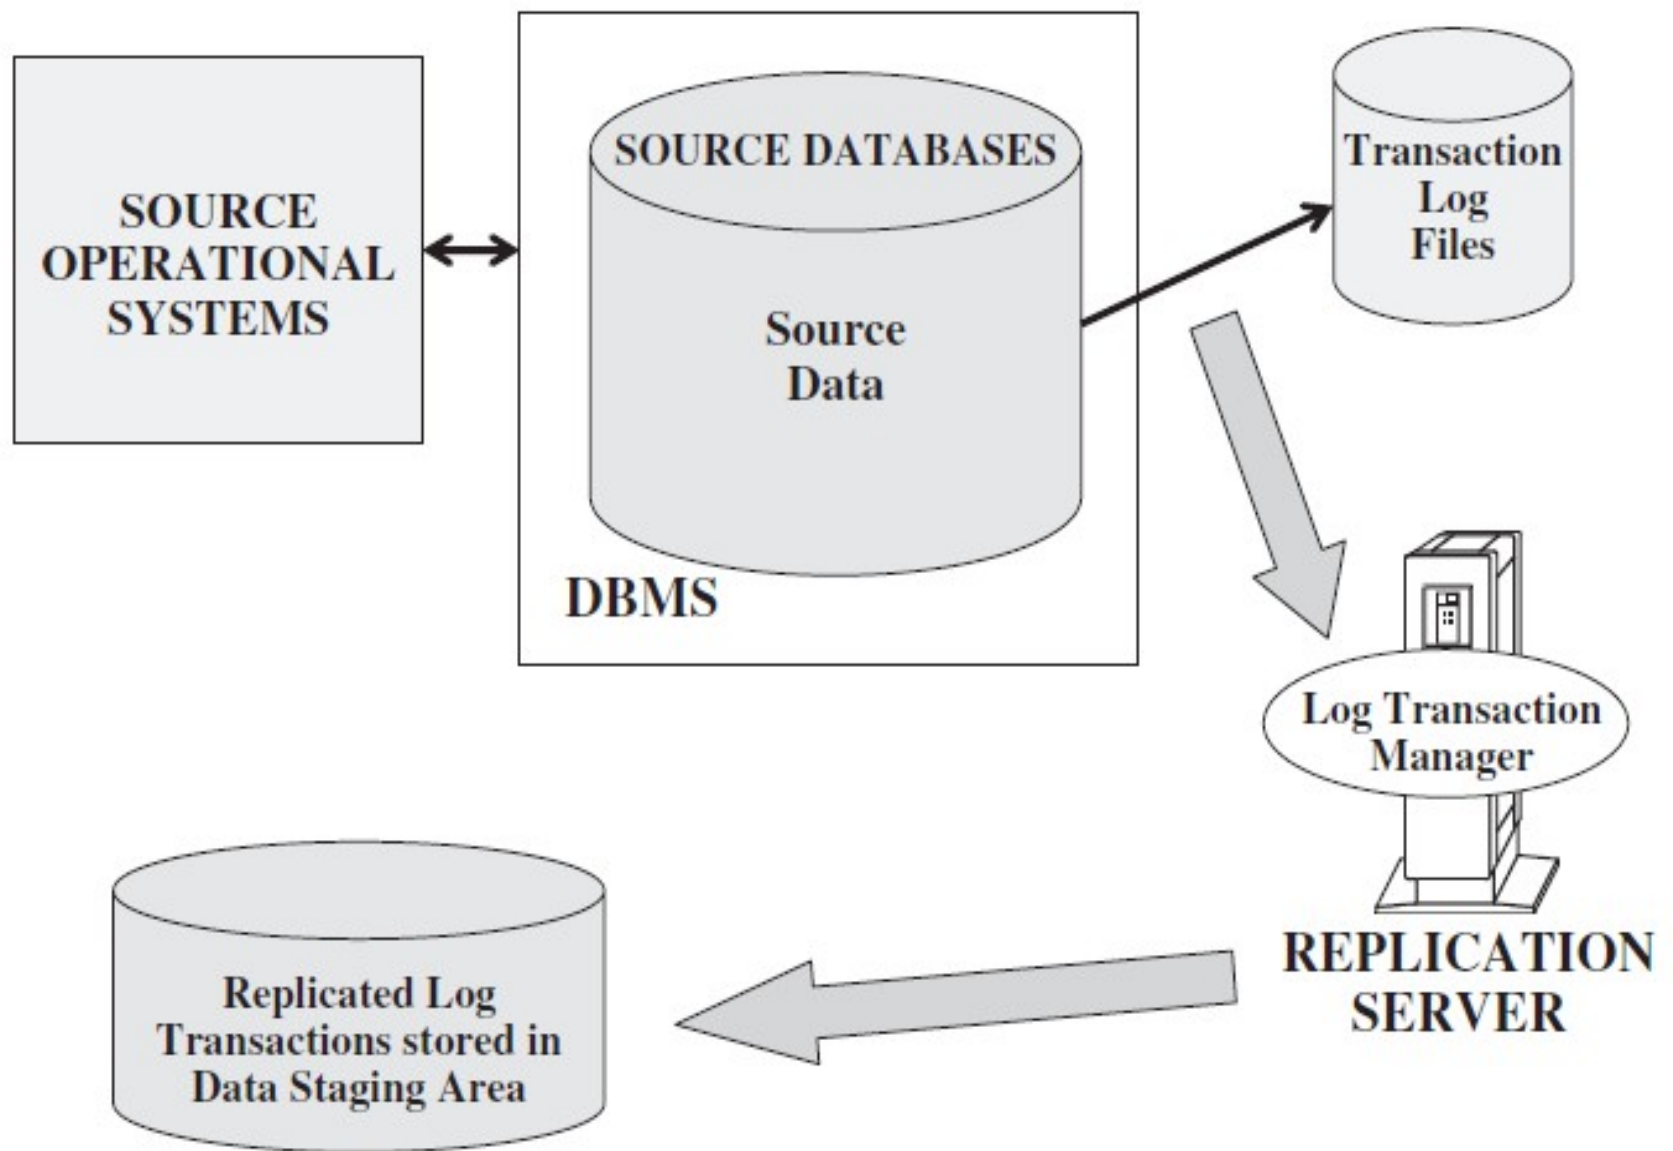 SOURCE
OPERATIONAL
SYSTEMS
SOURCE DATABASES
Source
Data
DBMS
Transaction
Log
Files
Log Transaction
Manager
REPLICATION
SERVER
Replicated Log
Transactions stored in
Data Staging Area